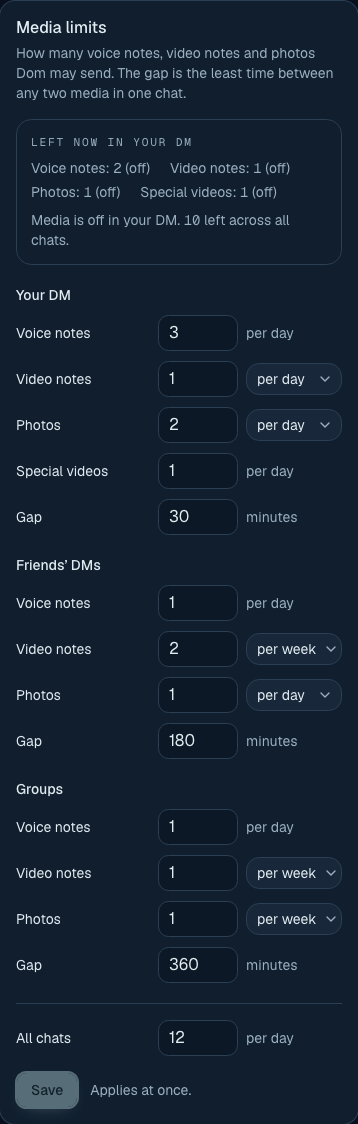 Media limits
How many voice notes, video notes and photos
Dom may send. The gap is the least time between
any two media in one chat.
LEFT NOW IN YOUR DM
Voice notes: 2 (off) Video notes: 1 (off)
Photos: 1 (off) Special videos: 1 (off)
Media is off in your DM. 10 left across all
chats.
Your DM
Voice notes 3 per day
Video notes 1 per day
Photos 2 per day
Special videos 1 per day
Gap 30 minutes
Friends’ DMs
Voice notes 1 per day
Video notes 2 per week
Photos 1 per day
Gap 180 minutes
Groups
Voice notes 1 per day
Video notes 1 per week
Photos 1 per week
Gap 360 minutes
All chats 12 per day
Save Applies at once.